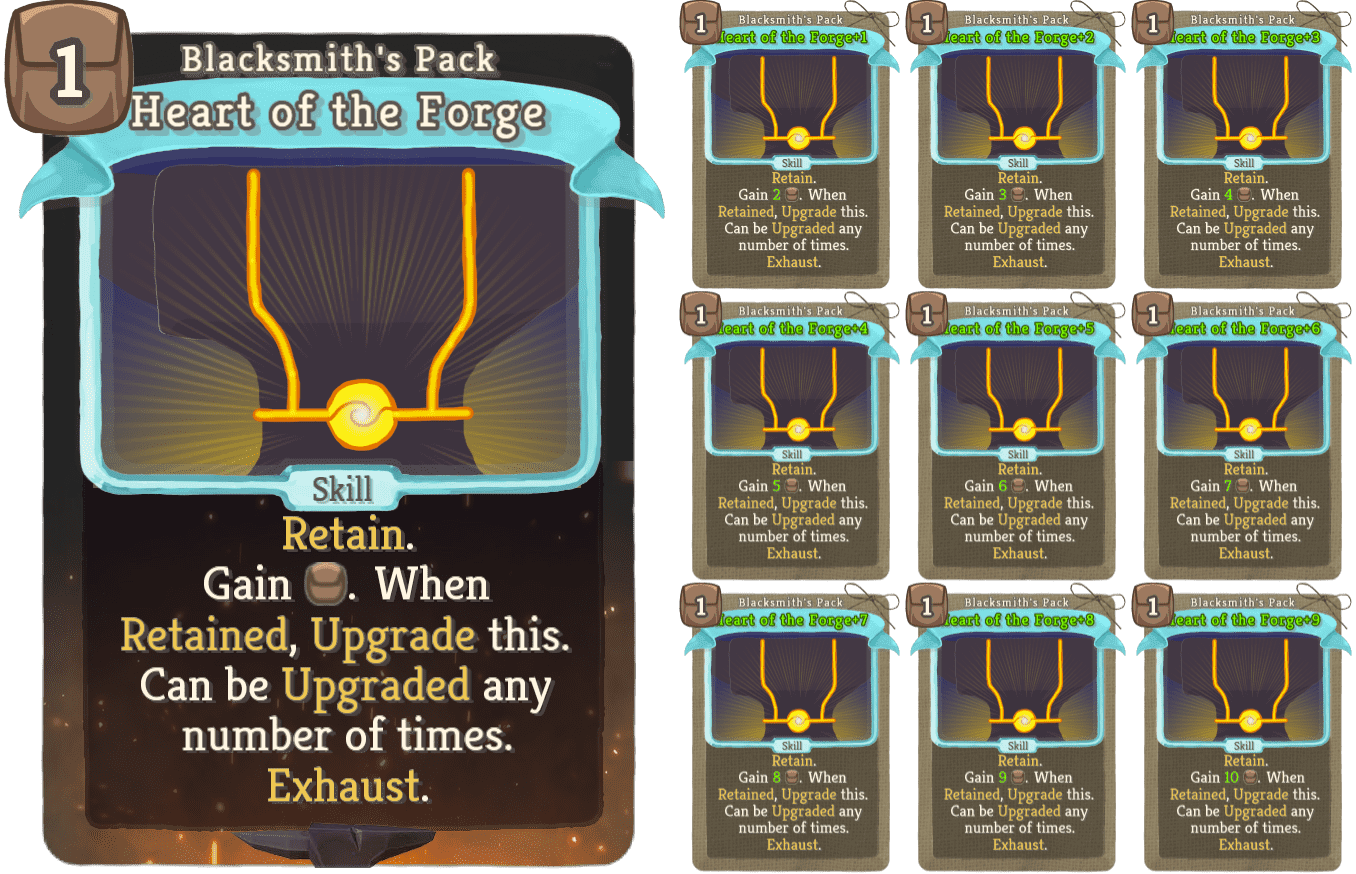 1
Blacksmith's Pack
Heart of the Forge
Skill
Retain.
Gain . When
Retained, Upgrade this.
Can be Upgraded any
number of times.
Exhaust.
1
Blacksmith's Pack
Heart of the Forge+1
Skill
Retain.
Gain 2 . When
Retained, Upgrade this.
Can be Upgraded any
number of times.
Exhaust.
1
Blacksmith's Pack
Heart of the Forge+2
Skill
Retain.
Gain 3 . When
Retained, Upgrade this.
Can be Upgraded any
number of times.
Exhaust.
1
Blacksmith's Pack
Heart of the Forge+3
Skill
Retain.
Gain 4 . When
Retained, Upgrade this.
Can be Upgraded any
number of times.
Exhaust.
1
Blacksmith's Pack
Heart of the Forge+4
Skill
Retain.
Gain 5 . When
Retained, Upgrade this.
Can be Upgraded any
number of times.
Exhaust.
1
Blacksmith's Pack
Heart of the Forge+5
Skill
Retain.
Gain 6 . When
Retained, Upgrade this.
Can be Upgraded any
number of times.
Exhaust.
1
Blacksmith's Pack
Heart of the Forge+6
Skill
Retain.
Gain 7 . When
Retained, Upgrade this.
Can be Upgraded any
number of times.
Exhaust.
1
Blacksmith's Pack
Heart of the Forge+7
Skill
Retain.
Gain 8 . When
Retained, Upgrade this.
Can be Upgraded any
number of times.
Exhaust.
1
Blacksmith's Pack
Heart of the Forge+8
Skill
Retain.
Gain 9 . When
Retained, Upgrade this.
Can be Upgraded any
number of times.
Exhaust.
1
Blacksmith's Pack
Heart of the Forge+9
Skill
Retain.
Gain 10 . When
Retained, Upgrade this.
Can be Upgraded any
number of times.
Exhaust.